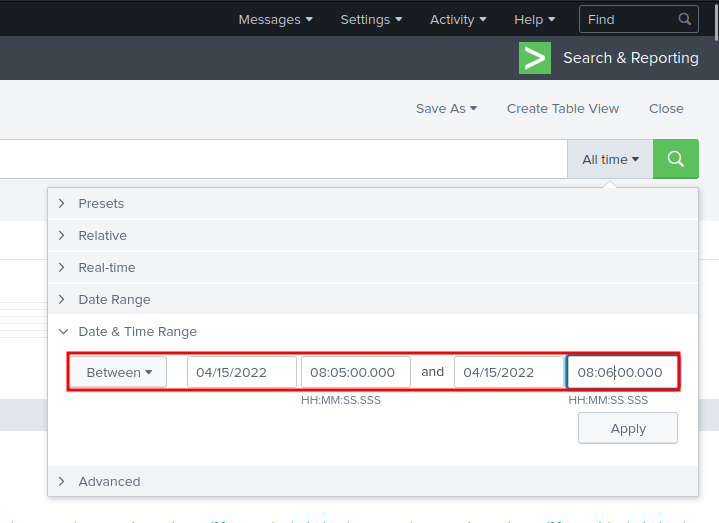 Messages Settings Activity Help Find
Search & Reporting
Save As Create Table View Close
All time
Presets
Relative
Real-time
Date Range
Date & Time Range
Between 04/15/2022 08:05:00.000 and 04/15/2022 08:06:00.000
HH:MM:SS.SSS HH:MM:SS.SSS
Apply
Advanced